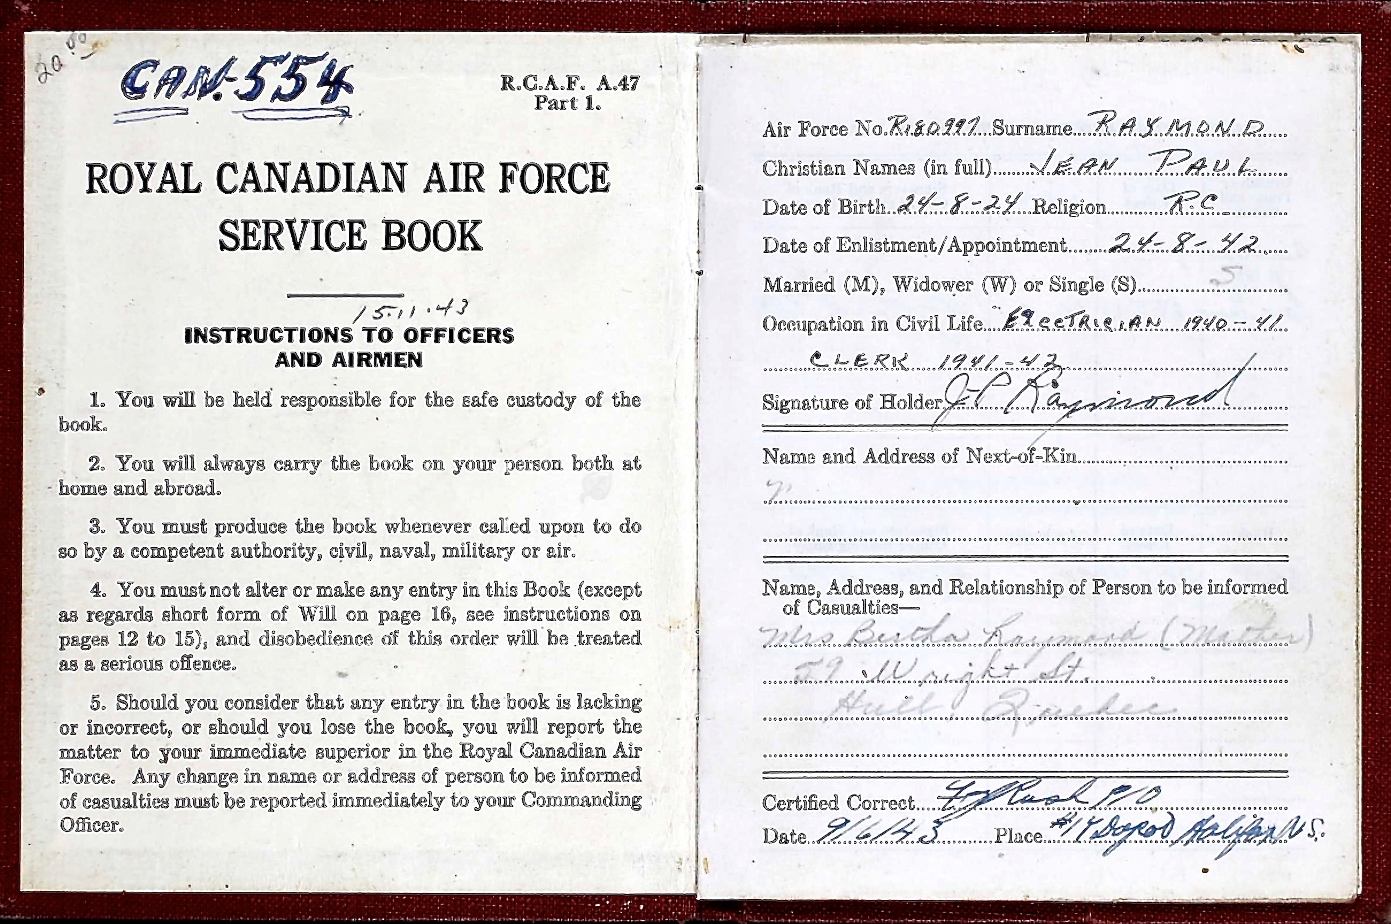 20.00
CAN-554
R.C.A.F. A.47
Part 1.
ROYAL CANADIAN AIR FORCE
SERVICE BOOK
15.11.43
INSTRUCTIONS TO OFFICERS
AND AIRMEN
1. You will be held responsible for the safe custody of the
book.
2. You will always carry the book on your person both at
home and abroad.
3. You must produce the book whenever called upon to do
so by a competent authority, civil, naval, military or air.
4. You must not alter or make any entry in this Book (except
as regards short form of Will on page 16, see instructions on
pages 12 to 15), and disobedience of this order will be treated
as a serious offence.
5. Should you consider that any entry in the book is lacking
or incorrect, or should you lose the book, you will report the
matter to your immediate superior in the Royal Canadian Air
Force. Any change in name or address of person to be informed
of casualties must be reported immediately to your Commanding
Officer.
Air Force No. R180997 Surname RAYMOND
Christian Names (in full) JEAN PAUL
Date of Birth 24-8-24 Religion R.C
Date of Enlistment/Appointment 24-8-42
Married (M), Widower (W) or Single (S) S
Occupation in Civil Life ELECTRICIAN 1940-41
CLERK 1941-42
Signature of Holder J-P Raymond
Name and Address of Next-of-Kin
Name, Address, and Relationship of Person to be informed
of Casualties—
Mrs Bertha Raymond (Mother)
59 Wright St.
Hull, Quebec
Certified Correct F/O
Date 9/6/43 Place #1Y Depot Halifax N.S.